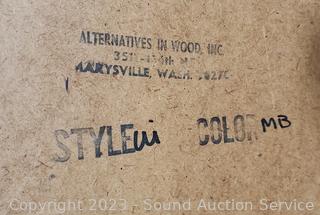 ALTERNATIVES IN WOOD, INC.
MARYSVILLE, WASH.
STYLE COLOR MB
Copyright 2023 - Sound Auction Service